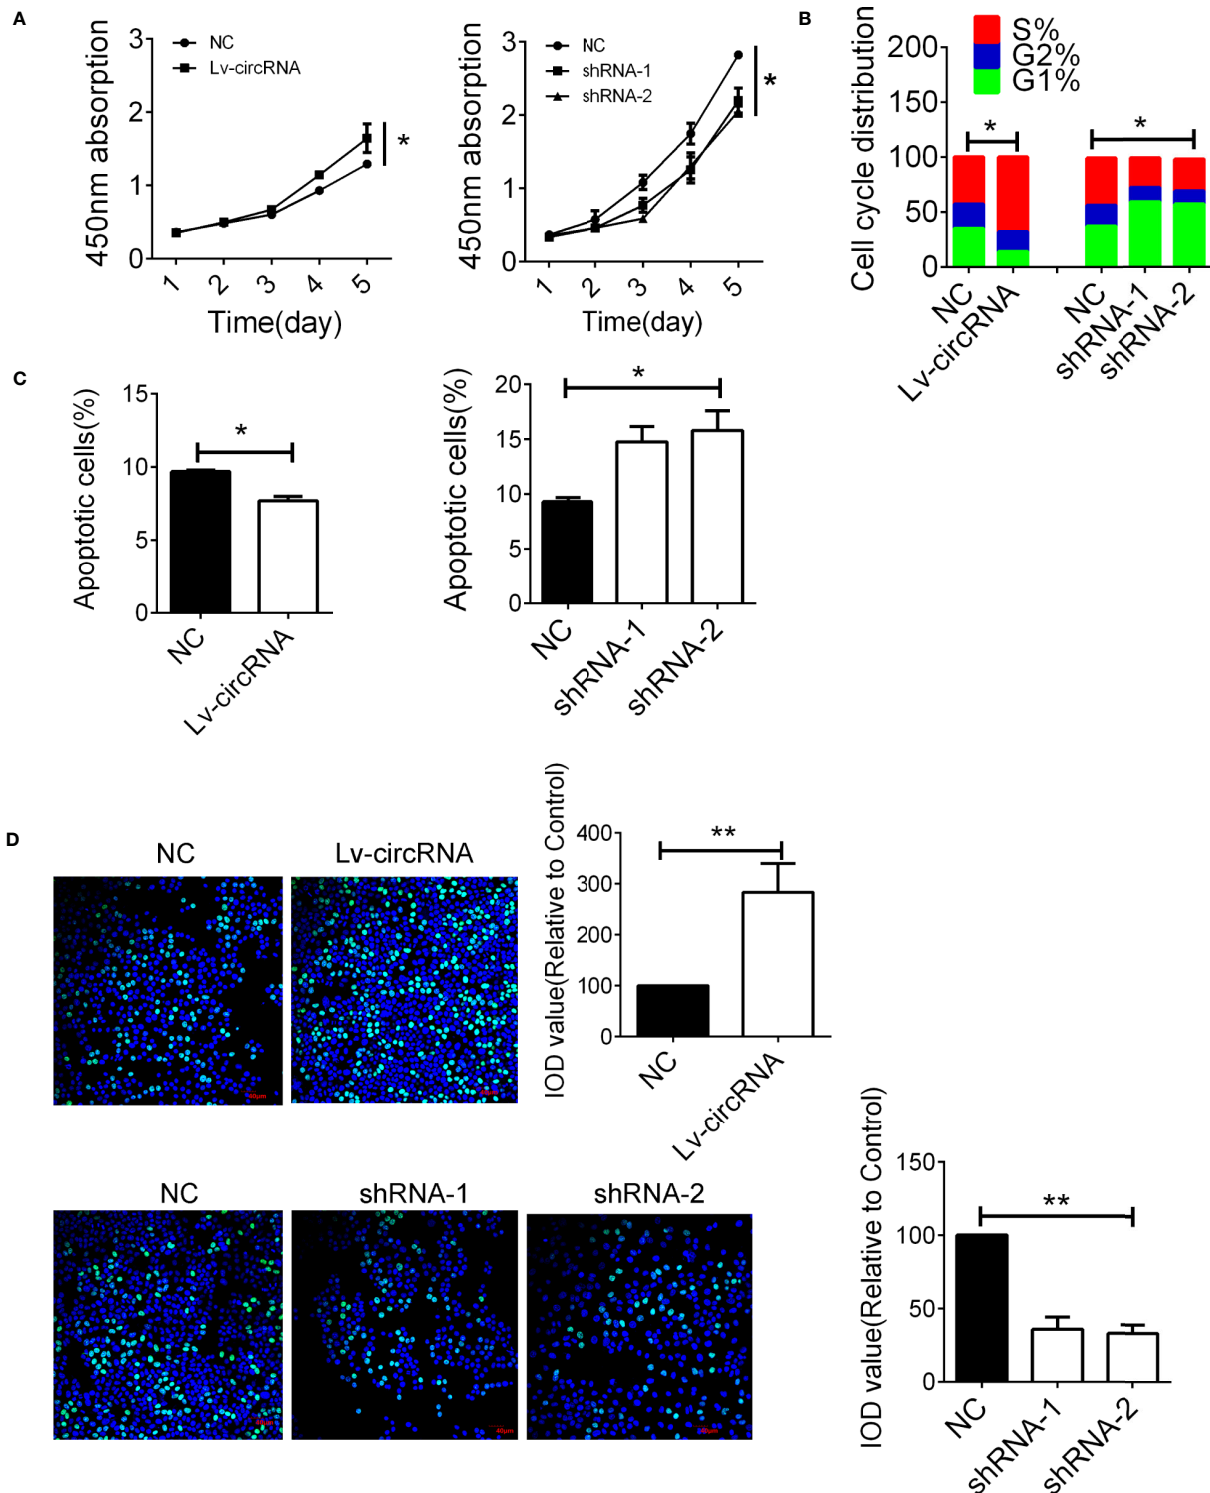 A
450nm absorption
3
2
1
0
NC
Lv-circRNA
*
1 2 3 4 5
Time(day)
450nm absorption
3
2
1
0
NC
shRNA-1
shRNA-2
*
1 2 3 4 5
Time(day)
B
Cell cycle distribution
200
150
100
50
0
S%
G2%
G1%
*
*
NC
Lv-circRNA
NC
shRNA-1
shRNA-2
C
Apoptotic cells(%)
15
10
5
0
*
NC
Lv-circRNA
Apoptotic cells(%)
20
15
10
5
0
*
NC
shRNA-1
shRNA-2
D
NC
Lv-circRNA
40μm
IOD value(Relative to Control)
400
300
200
100
0
**
NC
Lv-circRNA
NC
shRNA-1
shRNA-2
40μm
40μm
IOD value(Relative to Control)
150
100
50
0
**
NC
shRNA-1
shRNA-2